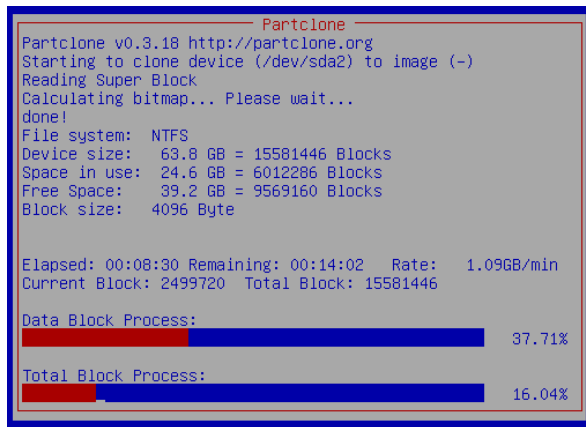 Partclone
Partclone v0.3.18 http://partclone.org
Starting to clone device (/dev/sda2) to image (-)
Reading Super Block
Calculating bitmap... Please wait...
done!
File system:  NTFS
Device size:   63.8 GB = 15581446 Blocks
Space in use:  24.6 GB = 6012286 Blocks
Free Space:    39.2 GB = 9569160 Blocks
Block size:   4096 Byte
Elapsed: 00:08:30 Remaining: 00:14:02   Rate:   1.09GB/min
Current Block: 2499720  Total Block: 15581446
Data Block Process:
37.71%
Total Block Process:
16.04%